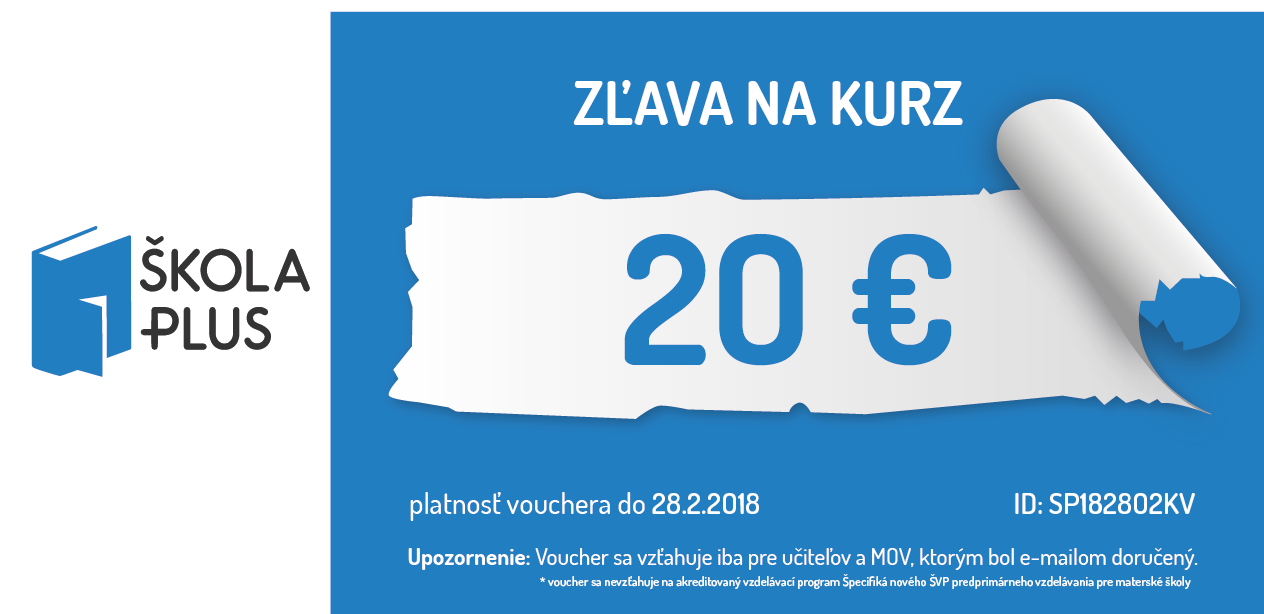 ŠKOLA
PLUS
ZĽAVA NA KURZ
20 €
platnosť vouchera do 28.2.2018
ID: SP182802KV
Upozornenie: Voucher sa vzťahuje iba pre učiteľov a MOV, ktorým bol e-mailom doručený.
* voucher sa nevzťahuje na akreditovaný vzdelávací program Špecifiká nového ŠVP predprimárneho vzdelávania pre materské školy